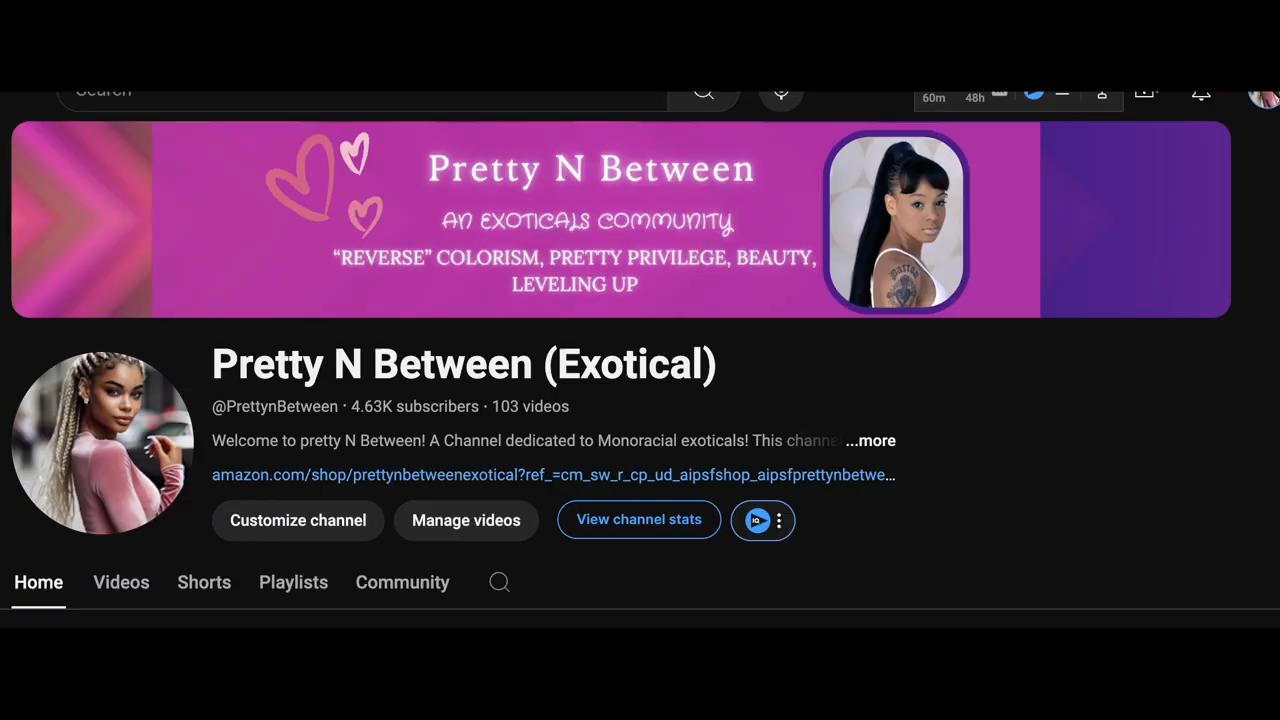 Search
60m 48h
Pretty N Between
AN EXOTICALS COMMUNITY
“REVERSE” COLORISM, PRETTY PRIVILEGE, BEAUTY,
LEVELING UP
Pretty N Between (Exotical)
@PrettynBetween · 4.63K subscribers · 103 videos
Welcome to pretty N Between! A Channel dedicated to Monoracial exoticals! This channe ...more
amazon.com/shop/prettynbetweenexotical?ref_=cm_sw_r_cp_ud_aipsfshop_aipsfprettynbetwe...
Customize channel Manage videos View channel stats IG
Home Videos Shorts Playlists Community